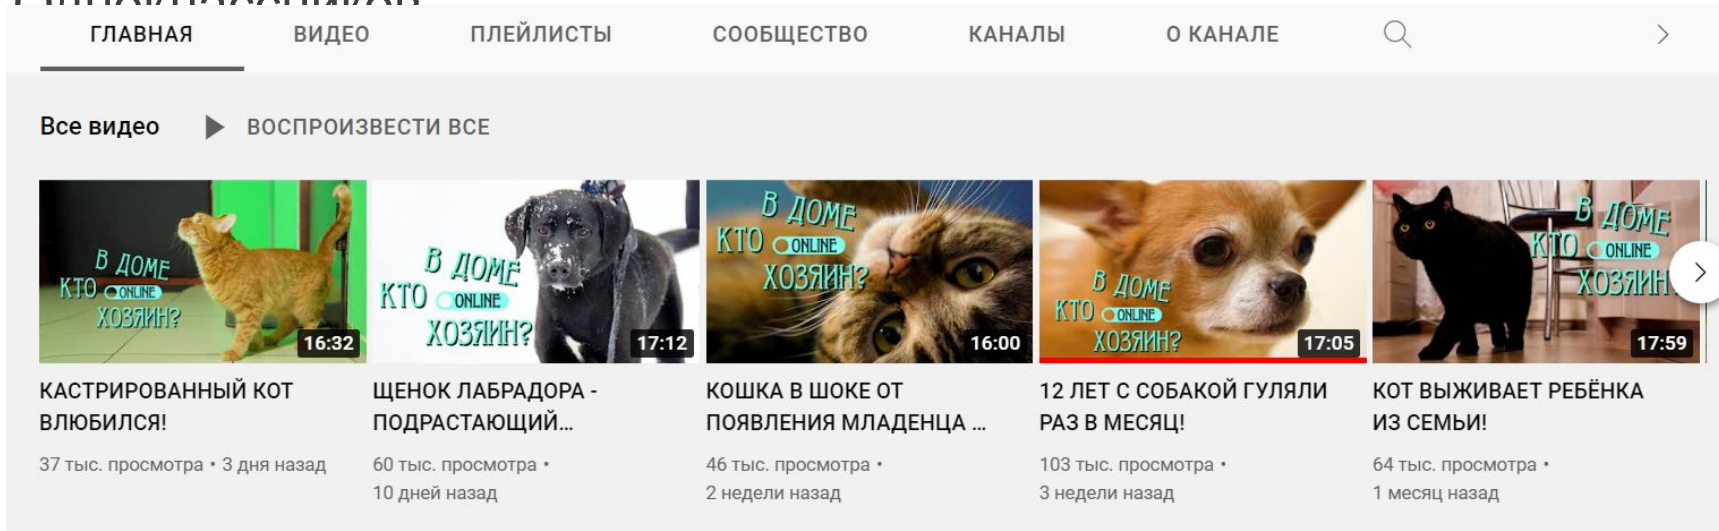 ГЛАВНАЯ ВИДЕО ПЛЕЙЛИСТЫ СООБЩЕСТВО КАНАЛЫ О КАНАЛЕ
Все видео ВОСПРОИЗВЕСТИ ВСЕ
В ДОМЕ
КТО ONLINE
ХОЗЯИН?
16:32
В ДОМЕ
КТО ONLINE
ХОЗЯИН?
17:12
В ДОМЕ
КТО ONLINE
ХОЗЯИН?
16:00
В ДОМЕ
КТО ONLINE
ХОЗЯИН?
17:05
В ДОМЕ
КТО ONLINE
ХОЗЯИН
17:59
КАСТРИРОВАННЫЙ КОТ
ВЛЮБИЛСЯ!
37 тыс. просмотра • 3 дня назад
ЩЕНОК ЛАБРАДОРА -
ПОДРАСТАЮЩИЙ...
60 тыс. просмотра •
10 дней назад
КОШКА В ШОКЕ ОТ
ПОЯВЛЕНИЯ МЛАДЕНЦА ...
46 тыс. просмотра •
2 недели назад
12 ЛЕТ С СОБАКОЙ ГУЛЯЛИ
РАЗ В МЕСЯЦ!
103 тыс. просмотра •
3 недели назад
КОТ ВЫЖИВАЕТ РЕБЁНКА
ИЗ СЕМЬИ!
64 тыс. просмотра •
1 месяц назад